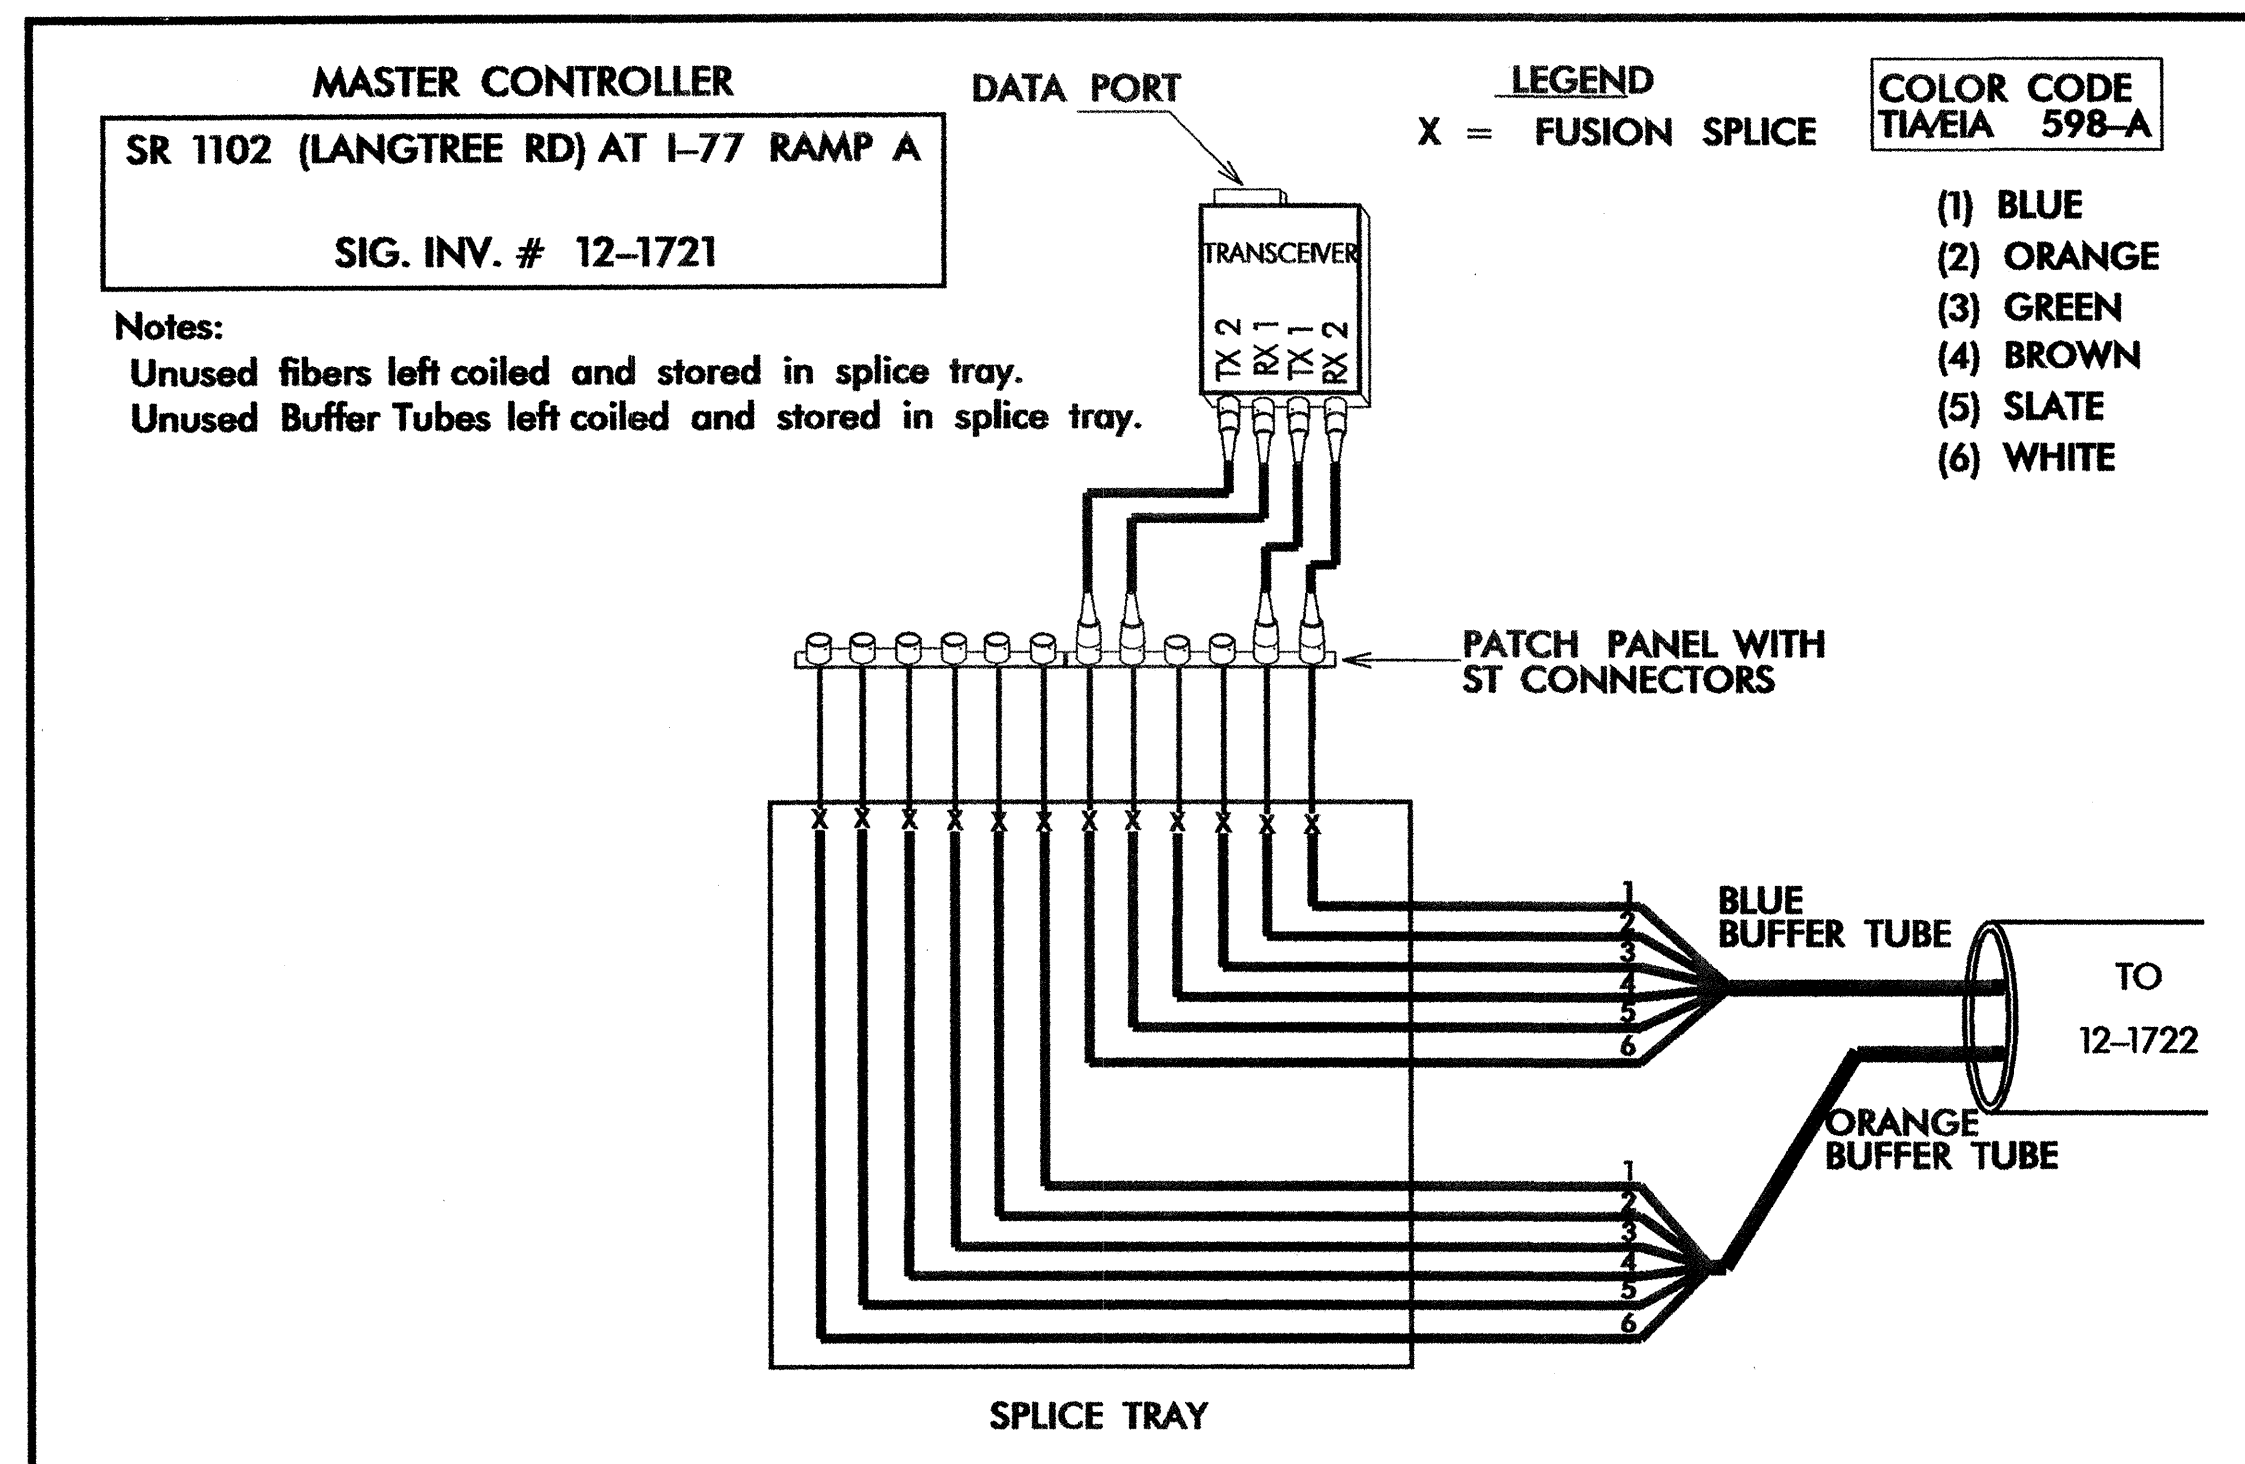 MASTER CONTROLLER
SR 1102 (LANGTREE RD) AT I-77 RAMP A
SIG. INV. # 12-1721
Notes:
Unused fibers left coiled and stored in splice tray.
Unused Buffer Tubes left coiled and stored in splice tray.
DATA PORT
LEGEND
X = FUSION SPLICE
COLOR CODE
TIA/EIA 598-A
(1) BLUE
(2) ORANGE
(3) GREEN
(4) BROWN
(5) SLATE
(6) WHITE
TRANSCEIVER
TX 2
RX 1
TX 1
RX 2
PATCH PANEL WITH
ST CONNECTORS
X X X X X X X X X X X X
1
2
3
4
5
6
BLUE
BUFFER TUBE
TO
12-1722
ORANGE
BUFFER TUBE
1
2
3
4
5
6
SPLICE TRAY